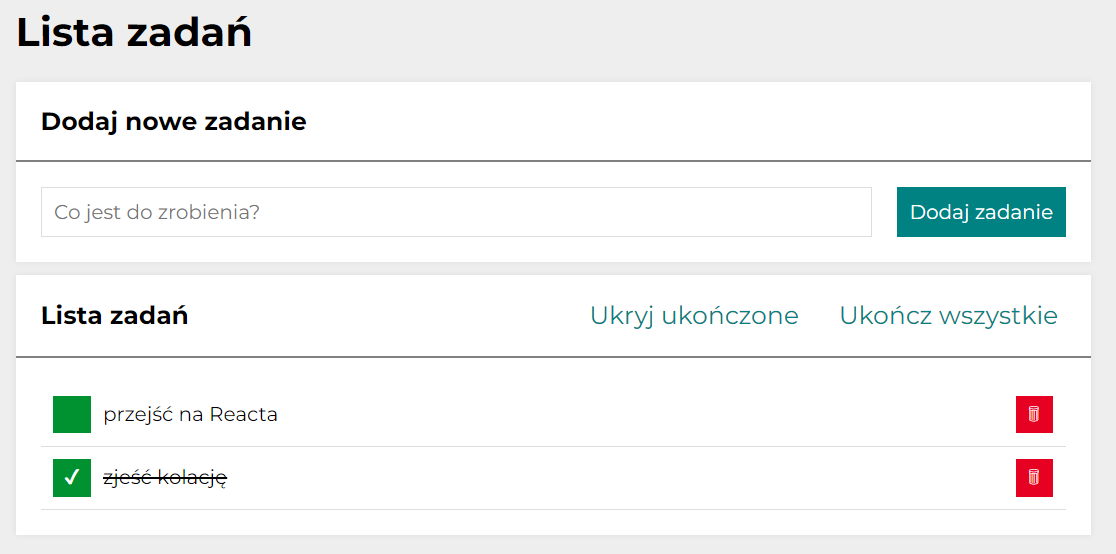 Lista zadań
Dodaj nowe zadanie
Co jest do zrobienia?
Dodaj zadanie
Lista zadań
Ukryj ukończone
Ukończ wszystkie
przejść na Reacta
zjeść kolację